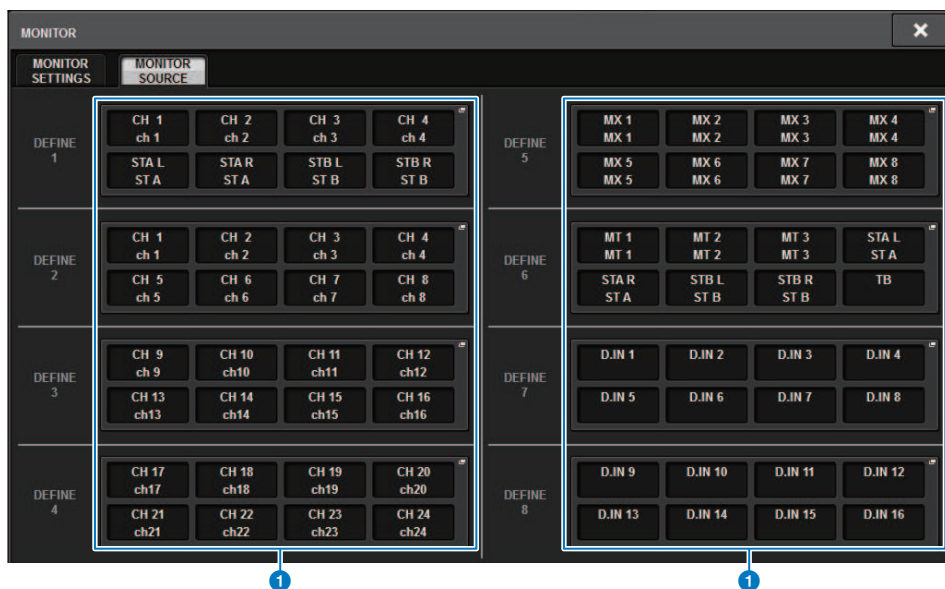 MONITOR
MONITOR SETTINGS
MONITOR SOURCE
DEFINE 1
CH 1 CH 2 CH 3 CH 4
ch 1 ch 2 ch 3 ch 4
STA L STA R STB L STB R
ST A ST A ST B ST B
DEFINE 2
CH 1 CH 2 CH 3 CH 4
ch 1 ch 2 ch 3 ch 4
CH 5 CH 6 CH 7 CH 8
ch 5 ch 6 ch 7 ch 8
DEFINE 3
CH 9 CH 10 CH 11 CH 12
ch 9 ch10 ch11 ch12
CH 13 CH 14 CH 15 CH 16
ch13 ch14 ch15 ch16
DEFINE 4
CH 17 CH 18 CH 19 CH 20
ch17 ch18 ch19 ch20
CH 21 CH 22 CH 23 CH 24
ch21 ch22 ch23 ch24
DEFINE 5
MX 1 MX 2 MX 3 MX 4
MX 1 MX 2 MX 3 MX 4
MX 5 MX 6 MX 7 MX 8
MX 5 MX 6 MX 7 MX 8
DEFINE 6
MT 1 MT 2 MT 3 STA L
MT 1 MT 2 MT 3 ST A
STA R STB L STB R TB
ST A ST B ST B
DEFINE 7
D.IN 1 D.IN 2 D.IN 3 D.IN 4
D.IN 5 D.IN 6 D.IN 7 D.IN 8
DEFINE 8
D.IN 9 D.IN 10 D.IN 11 D.IN 12
D.IN 13 D.IN 14 D.IN 15 D.IN 16
1 1